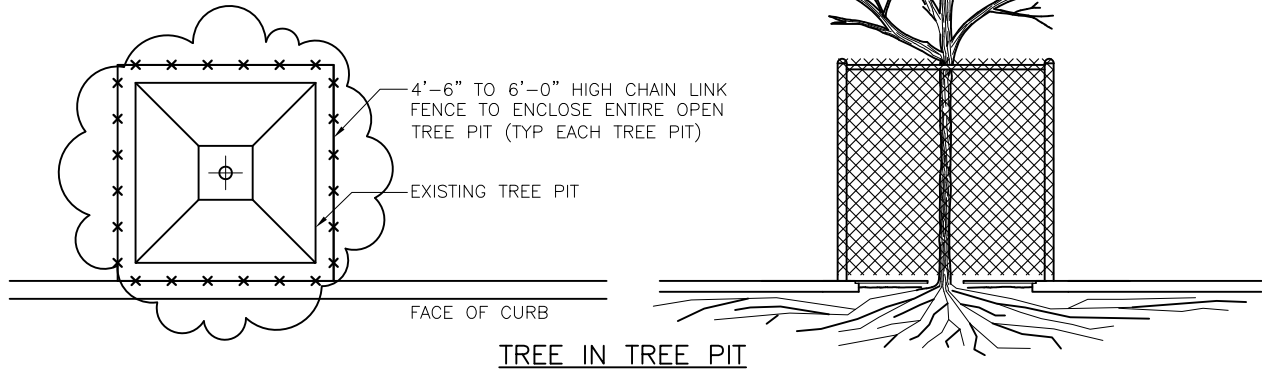 4'-6" TO 6'-0" HIGH CHAIN LINK
FENCE TO ENCLOSE ENTIRE OPEN
TREE PIT (TYP EACH TREE PIT)
EXISTING TREE PIT
FACE OF CURB
TREE IN TREE PIT